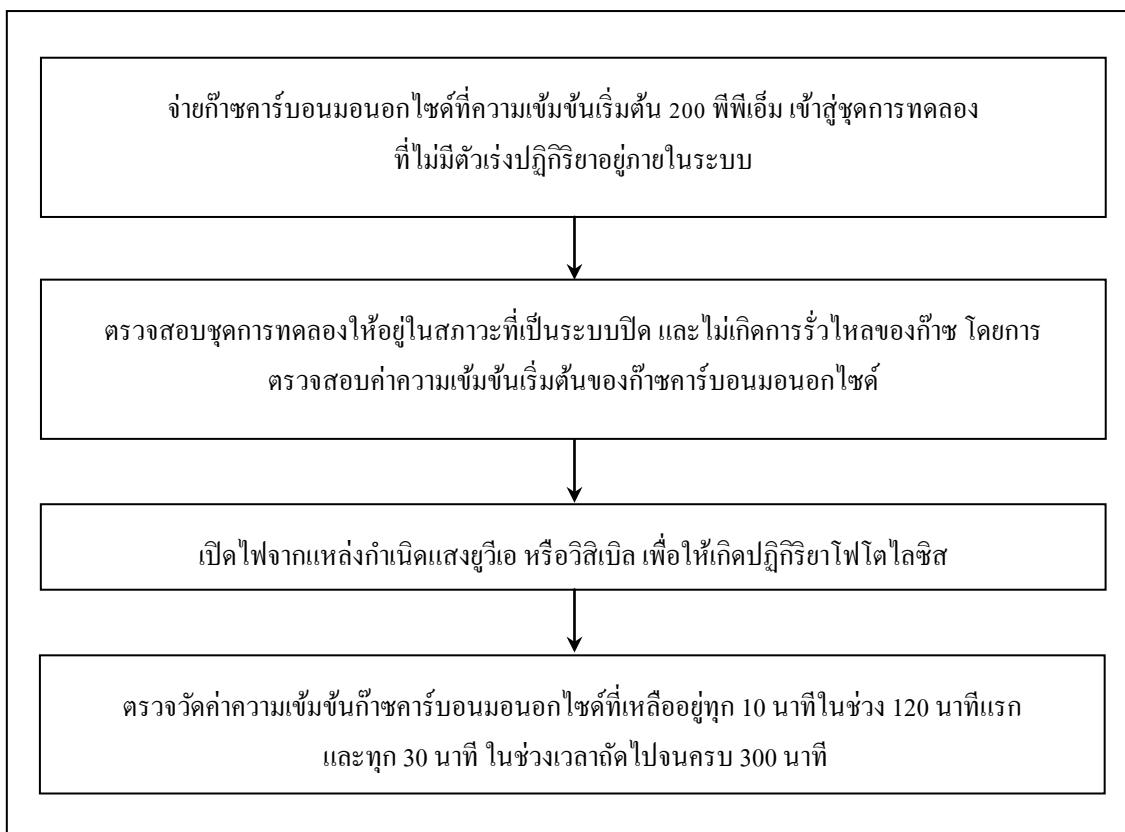 จ่ายก๊าซคาร์บอนมอนอกไซด์ที่ความเข้มข้นเริ่มต้น 200 พีพีเอ็ม เข้าสู่ชุดการทดลอง
ที่ไม่มีตัวเร่งปฏิกิริยาอยู่ภายในระบบ
ตรวจสอบชุดการทดลองให้อยู่ในสภาวะที่เป็นระบบปิด และไม่เกิดการรั่วไหลของก๊าซ โดยการ
ตรวจสอบค่าความเข้มข้นเริ่มต้นของก๊าซคาร์บอนมอนอกไซด์
เปิดไฟจากแหล่งกำเนิดแสงยูวีเอ หรือวิสิเบิล เพื่อให้เกิดปฏิกิริยาโฟโตไลซิส
ตรวจวัดค่าความเข้มข้นก๊าซคาร์บอนมอนอกไซด์ที่เหลืออยู่ทุก 10 นาทีในช่วง 120 นาทีแรก
และทุก 30 นาที ในช่วงเวลาถัดไปจนครบ 300 นาที